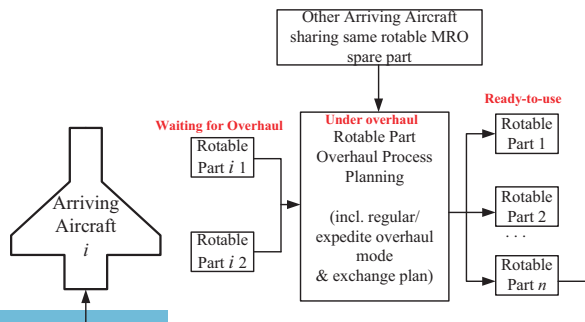 Other Arriving Aircraft
sharing same rotable MRO
spare part
Ready-to-use
Waiting for Overhaul
Under overhaul
Rotable Part
Overhaul Process
Planning
(incl. regular/
expedite overhaul
mode
& exchange plan)
Rotable
Part i 1
Rotable
Part i 2
Arriving
Aircraft
i
Rotable
Part 1
Rotable
Part 2
...
Rotable
Part n